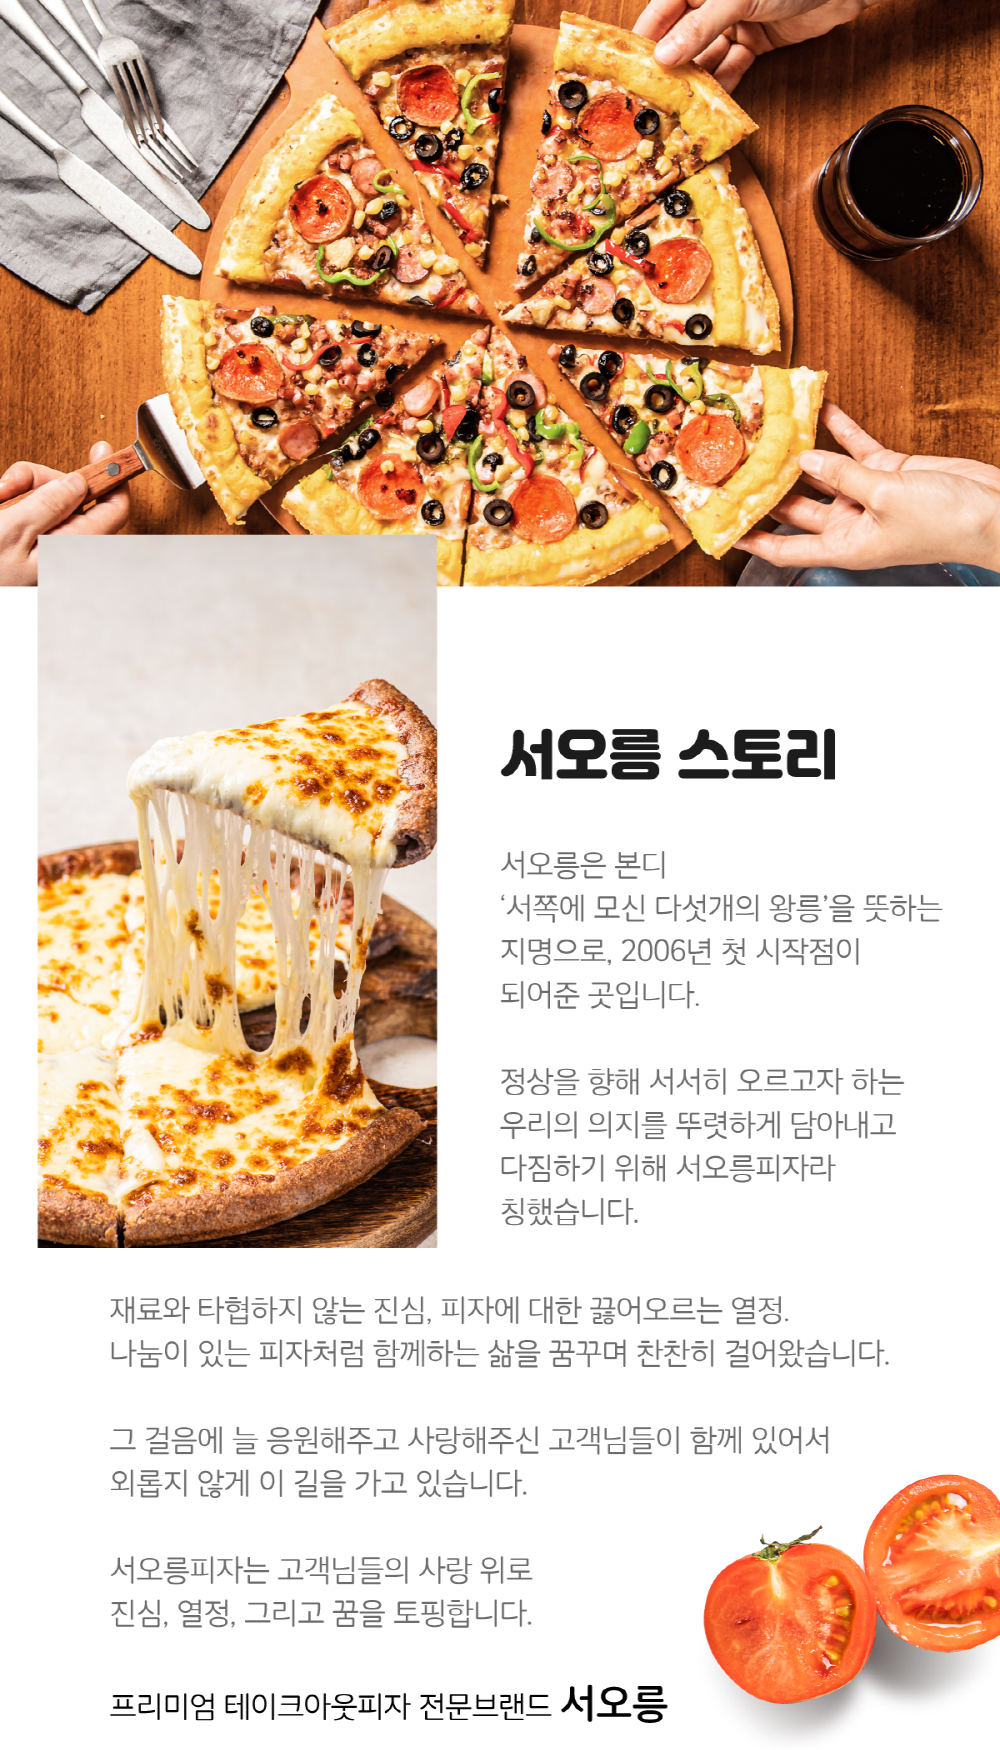 서오릉 스토리
서오릉은 본디
‘서쪽에 모신 다섯개의 왕릉’을 뜻하는
지명으로, 2006년 첫 시작점이
되어준 곳입니다.
정상을 향해 서서히 오르고자 하는
우리의 의지를 뚜렷하게 담아내고
다짐하기 위해 서오릉피자라
칭했습니다.
재료와 타협하지 않는 진심, 피자에 대한 끓어오르는 열정.
나눔이 있는 피자처럼 함께하는 삶을 꿈꾸며 찬찬히 걸어왔습니다.
그 걸음에 늘 응원해주고 사랑해주신 고객님들이 함께 있어서
외롭지 않게 이 길을 가고 있습니다.
서오릉피자는 고객님들의 사랑 위로
진심, 열정, 그리고 꿈을 토핑합니다.
프리미엄 테이크아웃피자 전문브랜드 서오릉